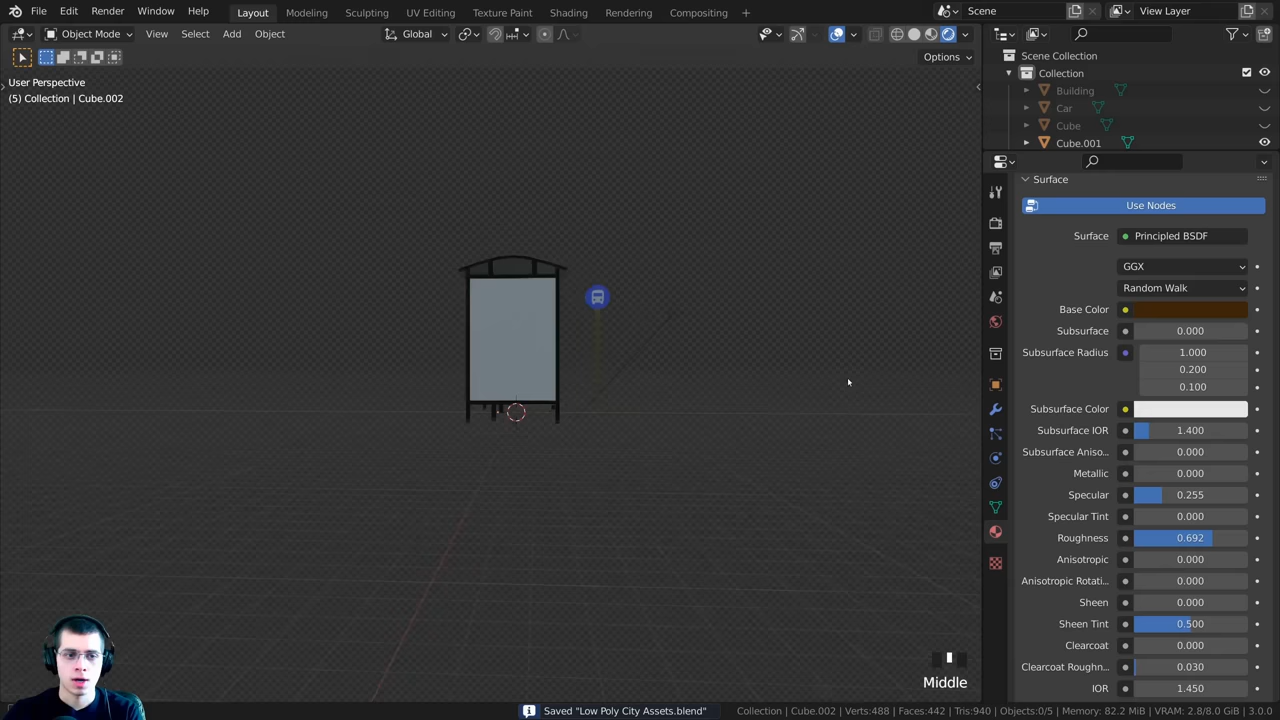 File Edit Render Window Help Layout Modeling Sculpting UV Editing Texture Paint Shading Rendering Animation Compositing Scene View Layer
Object Mode View Select Add Object Global
Options
User Perspective
(5) Collection | Cube.002
Scene Collection
Collection
Building
Car
Cube
Cube.001
Surface
Use Nodes
Surface Principled BSDF
GGX
Random Walk
Base Color
Subsurface 0.000
Subsurface Radius 1.000
0.200
0.100
Subsurface Color
Subsurface IOR 1.400
Subsurface Aniso... 0.000
Metallic 0.000
Specular 0.255
Specular Tint 0.000
Roughness 0.692
Anisotropic 0.000
Anisotropic Rotati... 0.000
Sheen 0.000
Sheen Tint 0.500
Clearcoat 0.000
Clearcoat Roughn... 0.030
IOR 1.450
Middle
Saved "Low Poly City Assets.blend" Collection | Cube.002 | Verts:488 | Faces:442 | Tris:940 | Objects:0/5 | Memory: 82.2 MiB | VRAM: 2.8/8.0 GiB | 3.0.0